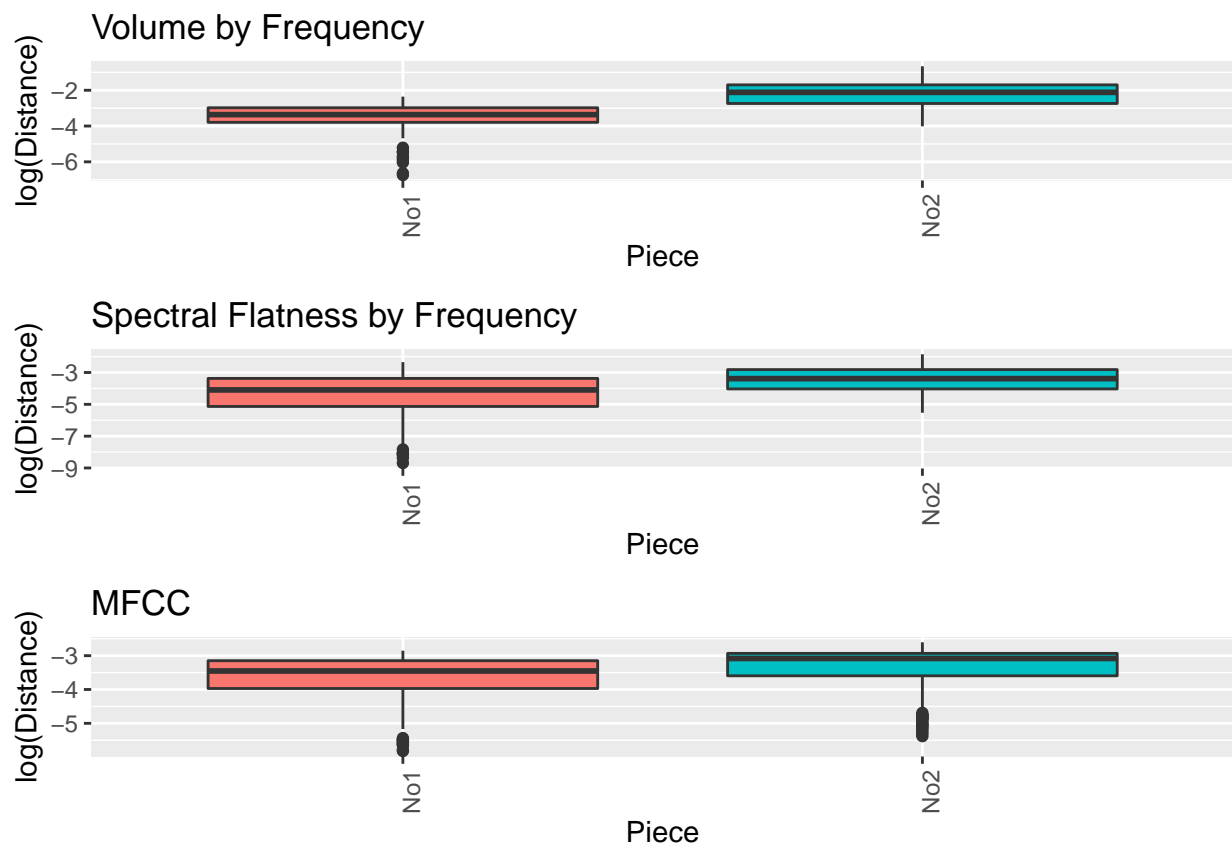 Volume by Frequency
log(Distance)
−2
−4
−6
No1
No2
Piece
Spectral Flatness by Frequency
log(Distance)
−3
−5
−7
−9
No1
No2
Piece
MFCC
log(Distance)
−3
−4
−5
No1
No2
Piece